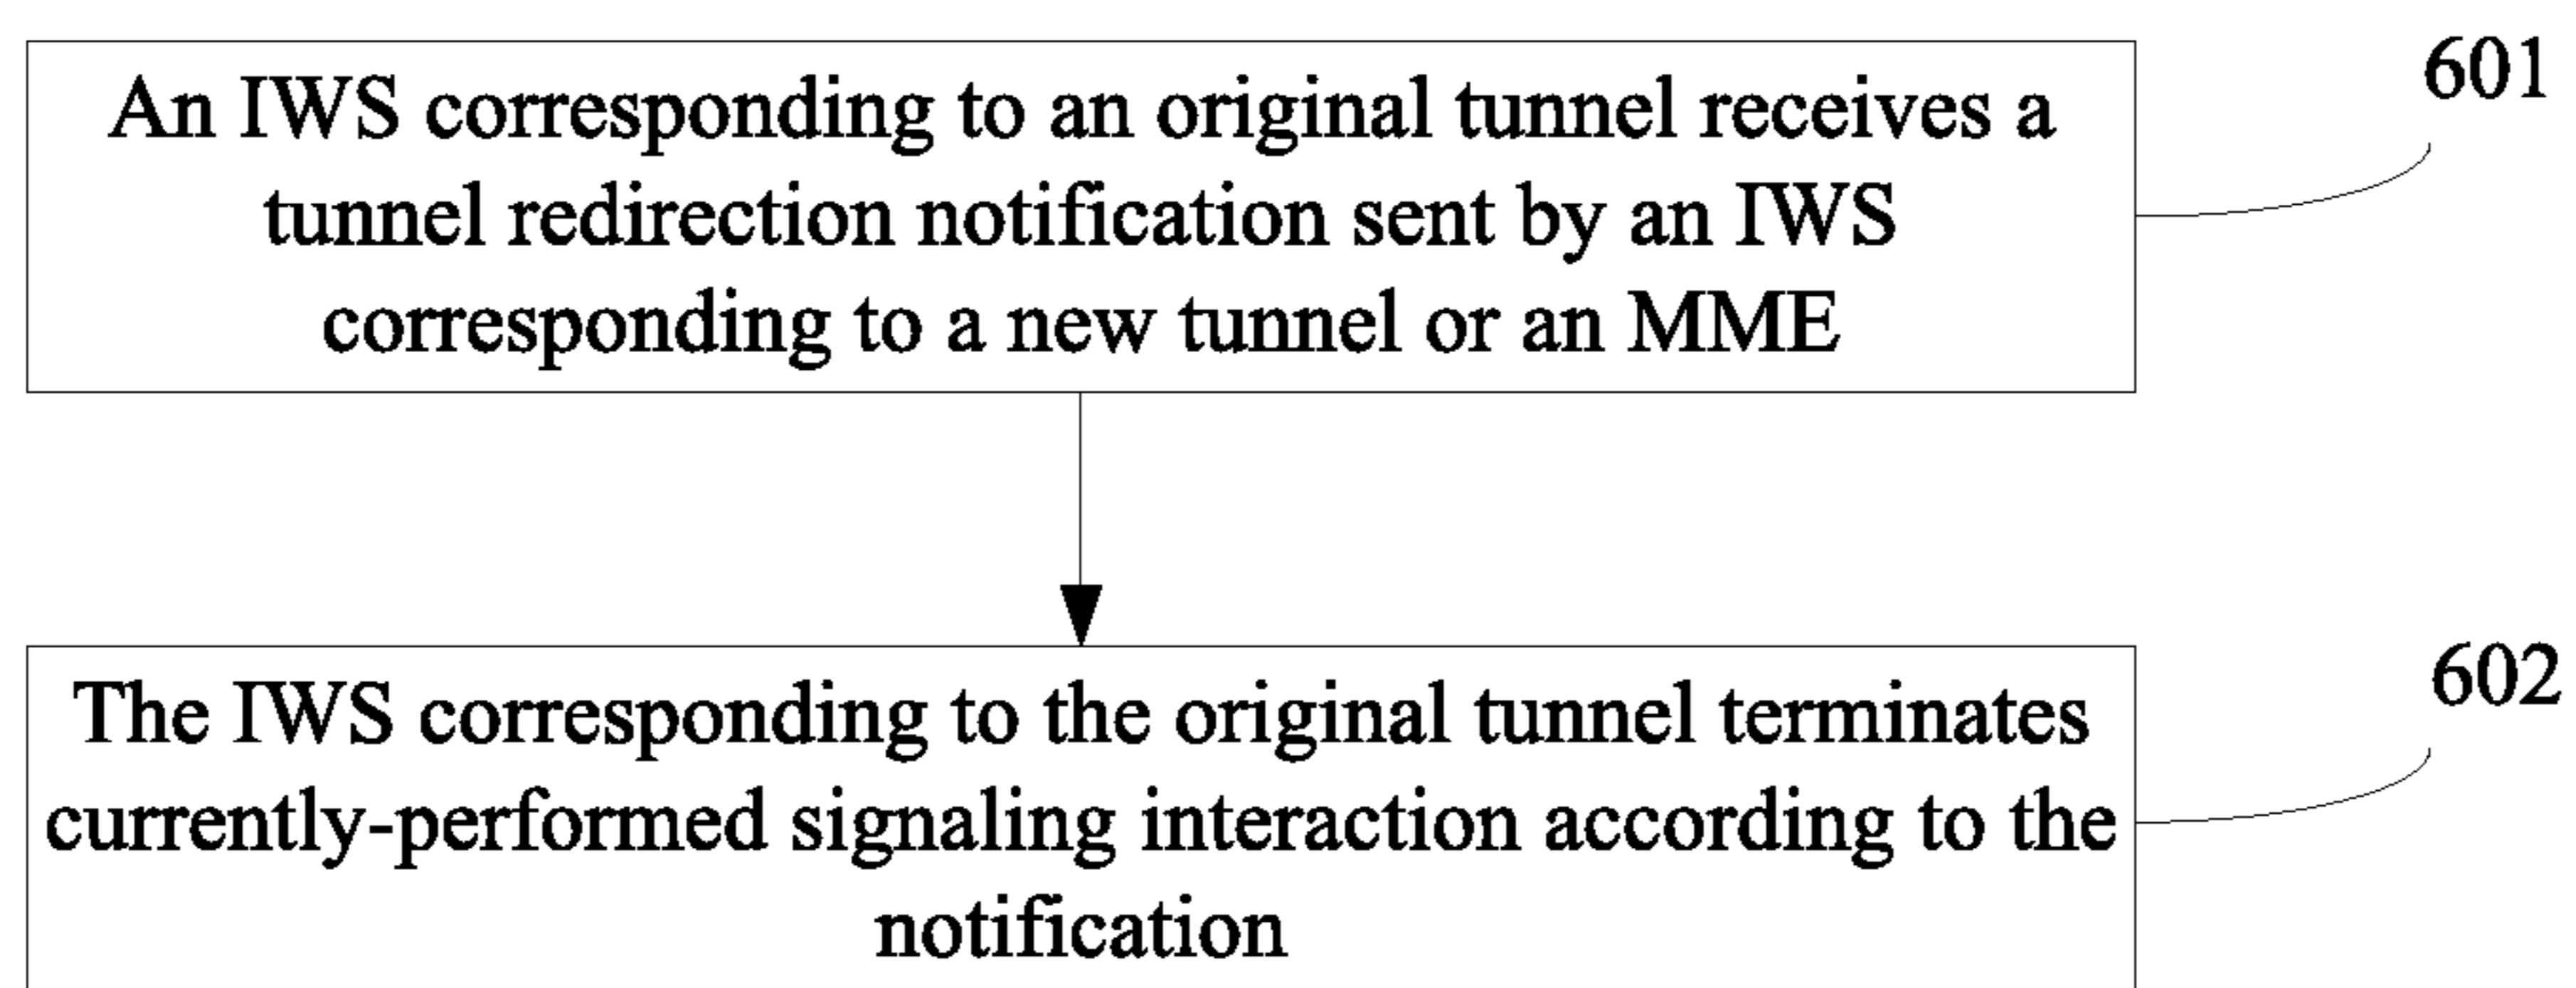 An IWS corresponding to an original tunnel receives a
tunnel redirection notification sent by an IWS
corresponding to a new tunnel or an MME
601
The IWS corresponding to the original tunnel terminates
currently-performed signaling interaction according to the
notification
602